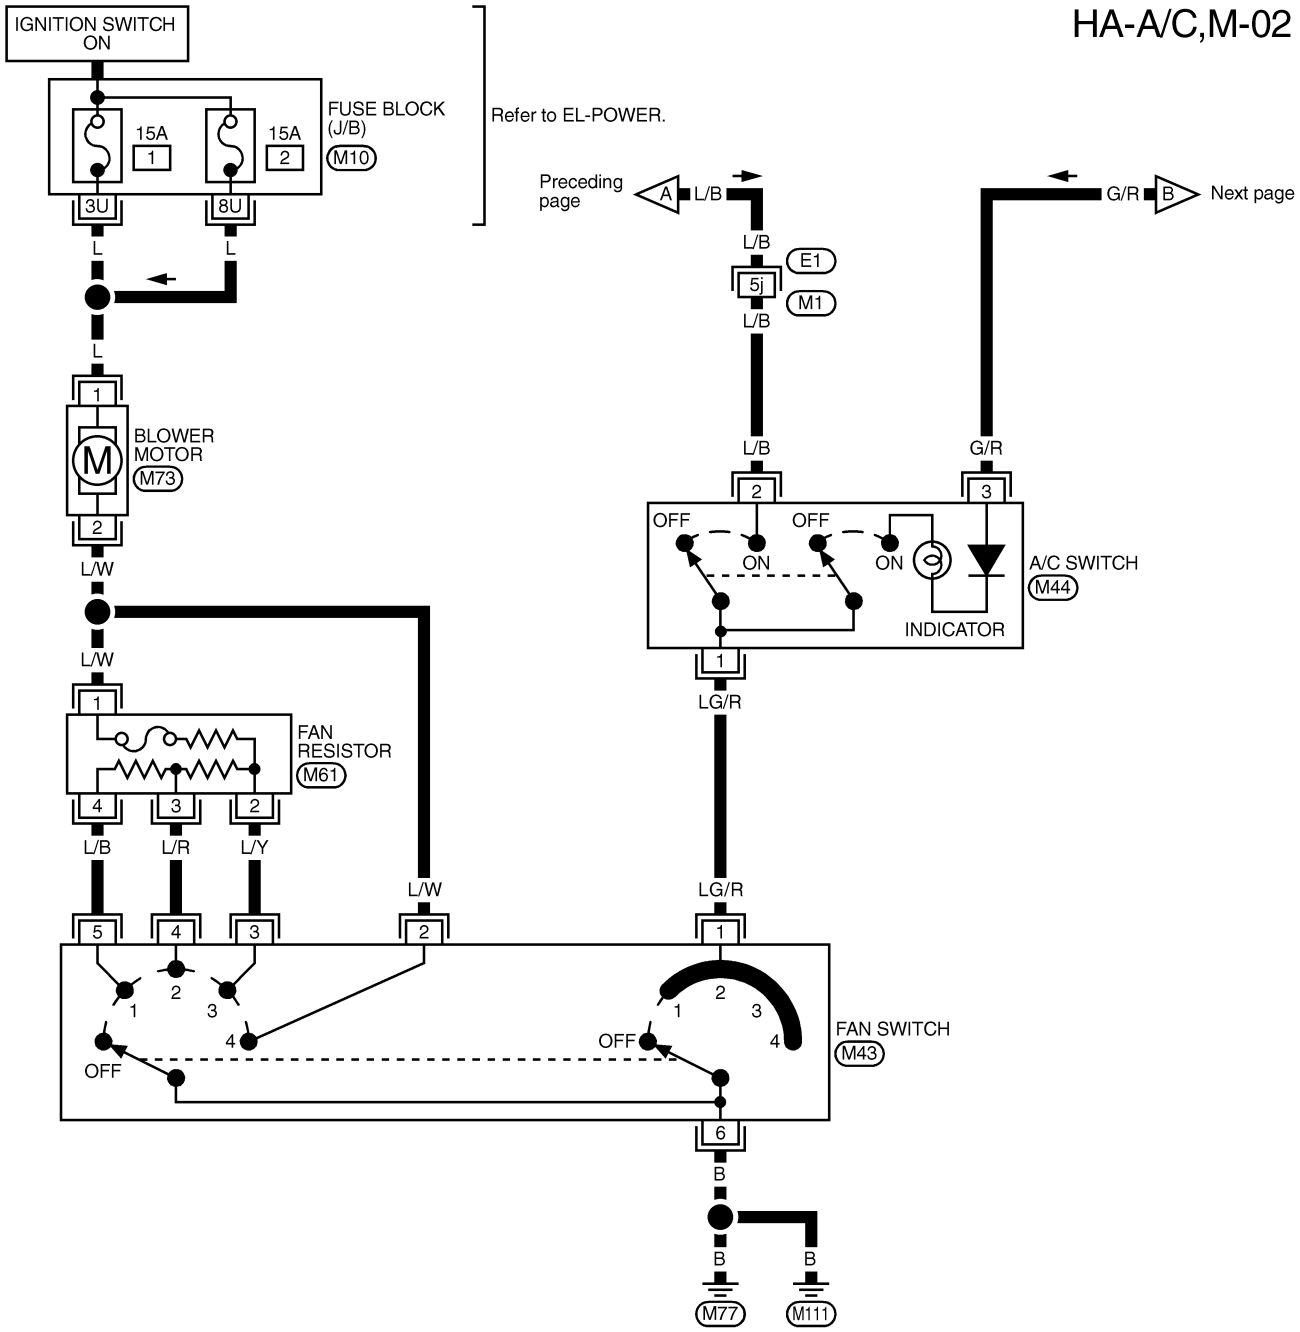 HA-A/C,M-02
IGNITION SWITCH
ON
FUSE BLOCK
(J/B)
M10
15A
1
15A
2
Refer to EL-POWER.
3U
8U
L
L
L
Preceding
page
A
L/B
G/R
B
Next page
L/B
E1
5j
M1
L/B
1
BLOWER
MOTOR
M73
M
2
L/W
L/B
G/R
2
3
OFF
ON
OFF
ON
A/C SWITCH
M44
INDICATOR
1
LG/R
L/W
1
FAN
RESISTOR
M61
4
3
2
L/B
L/R
L/Y
L/W
LG/R
5
4
3
2
1
1
2
3
4
OFF
1
2
3
4
OFF
FAN SWITCH
M43
6
B
B
B
M77
M111